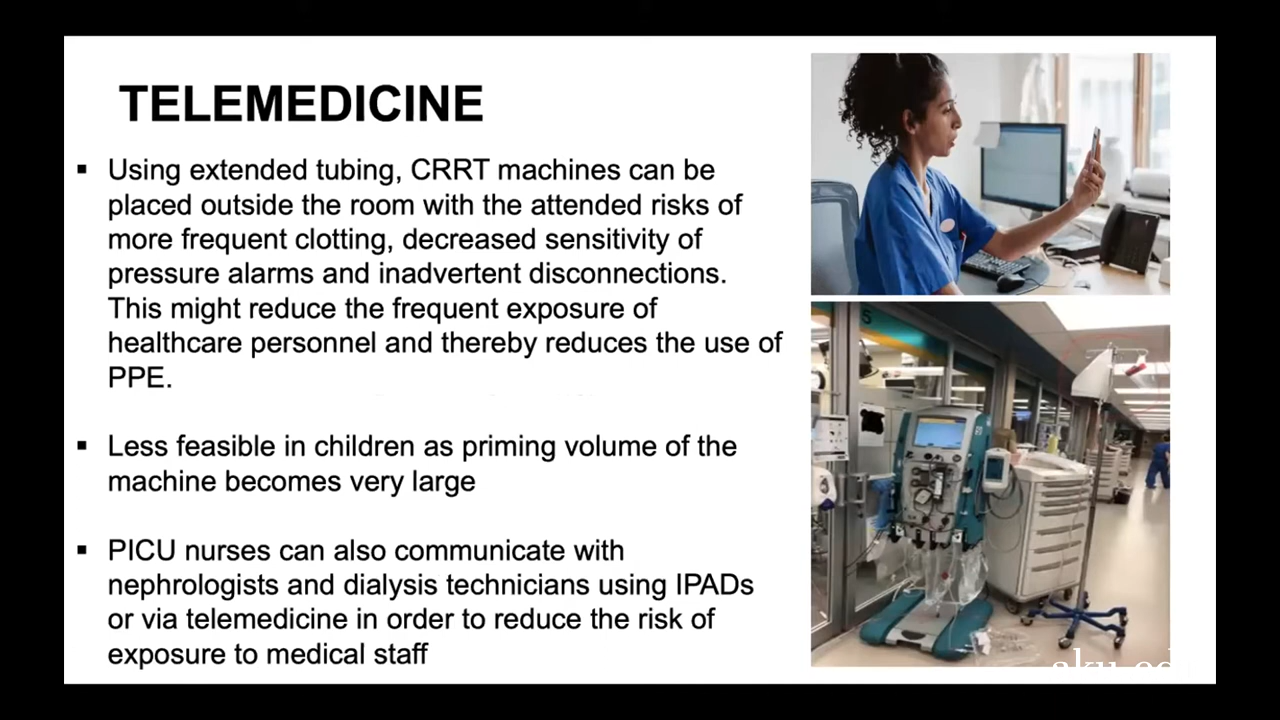 TELEMEDICINE
▪ Using extended tubing, CRRT machines can be
placed outside the room with the attended risks of
more frequent clotting, decreased sensitivity of
pressure alarms and inadvertent disconnections.
This might reduce the frequent exposure of
healthcare personnel and thereby reduces the use of
PPE.
▪ Less feasible in children as priming volume of the
machine becomes very large
▪ PICU nurses can also communicate with
nephrologists and dialysis technicians using IPADs
or via telemedicine in order to reduce the risk of
exposure to medical staff